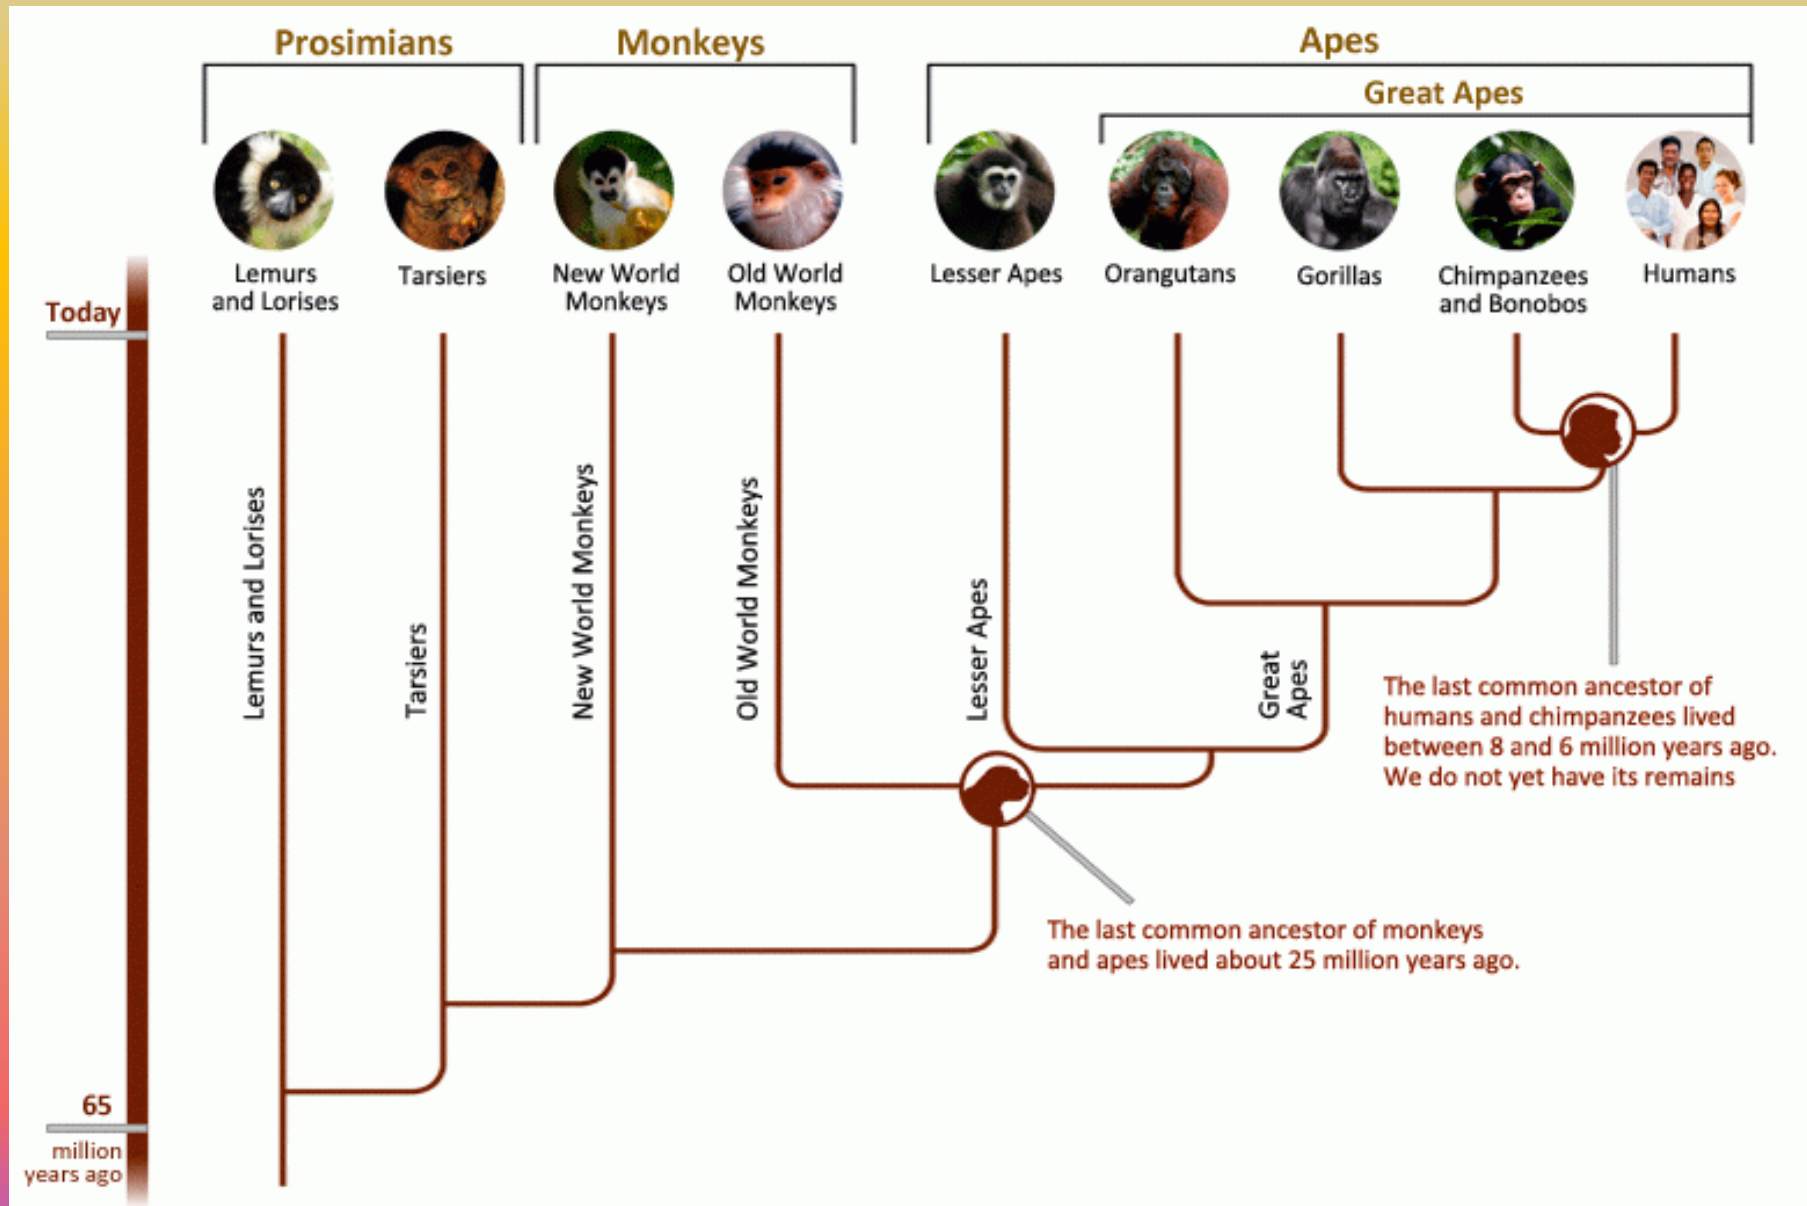 Prosimians
Monkeys
Apes
Great Apes
Lemurs
and Lorises
Tarsiers
New World
Monkeys
Old World
Monkeys
Lesser Apes
Orangutans
Gorillas
Chimpanzees
and Bonobos
Humans
Today
Lemurs and Lorises
Tarsiers
New World Monkeys
Old World Monkeys
Lesser Apes
Great
Apes
The last common ancestor of
humans and chimpanzees lived
between 8 and 6 million years ago.
We do not yet have its remains
The last common ancestor of monkeys
and apes lived about 25 million years ago.
65
million
years ago